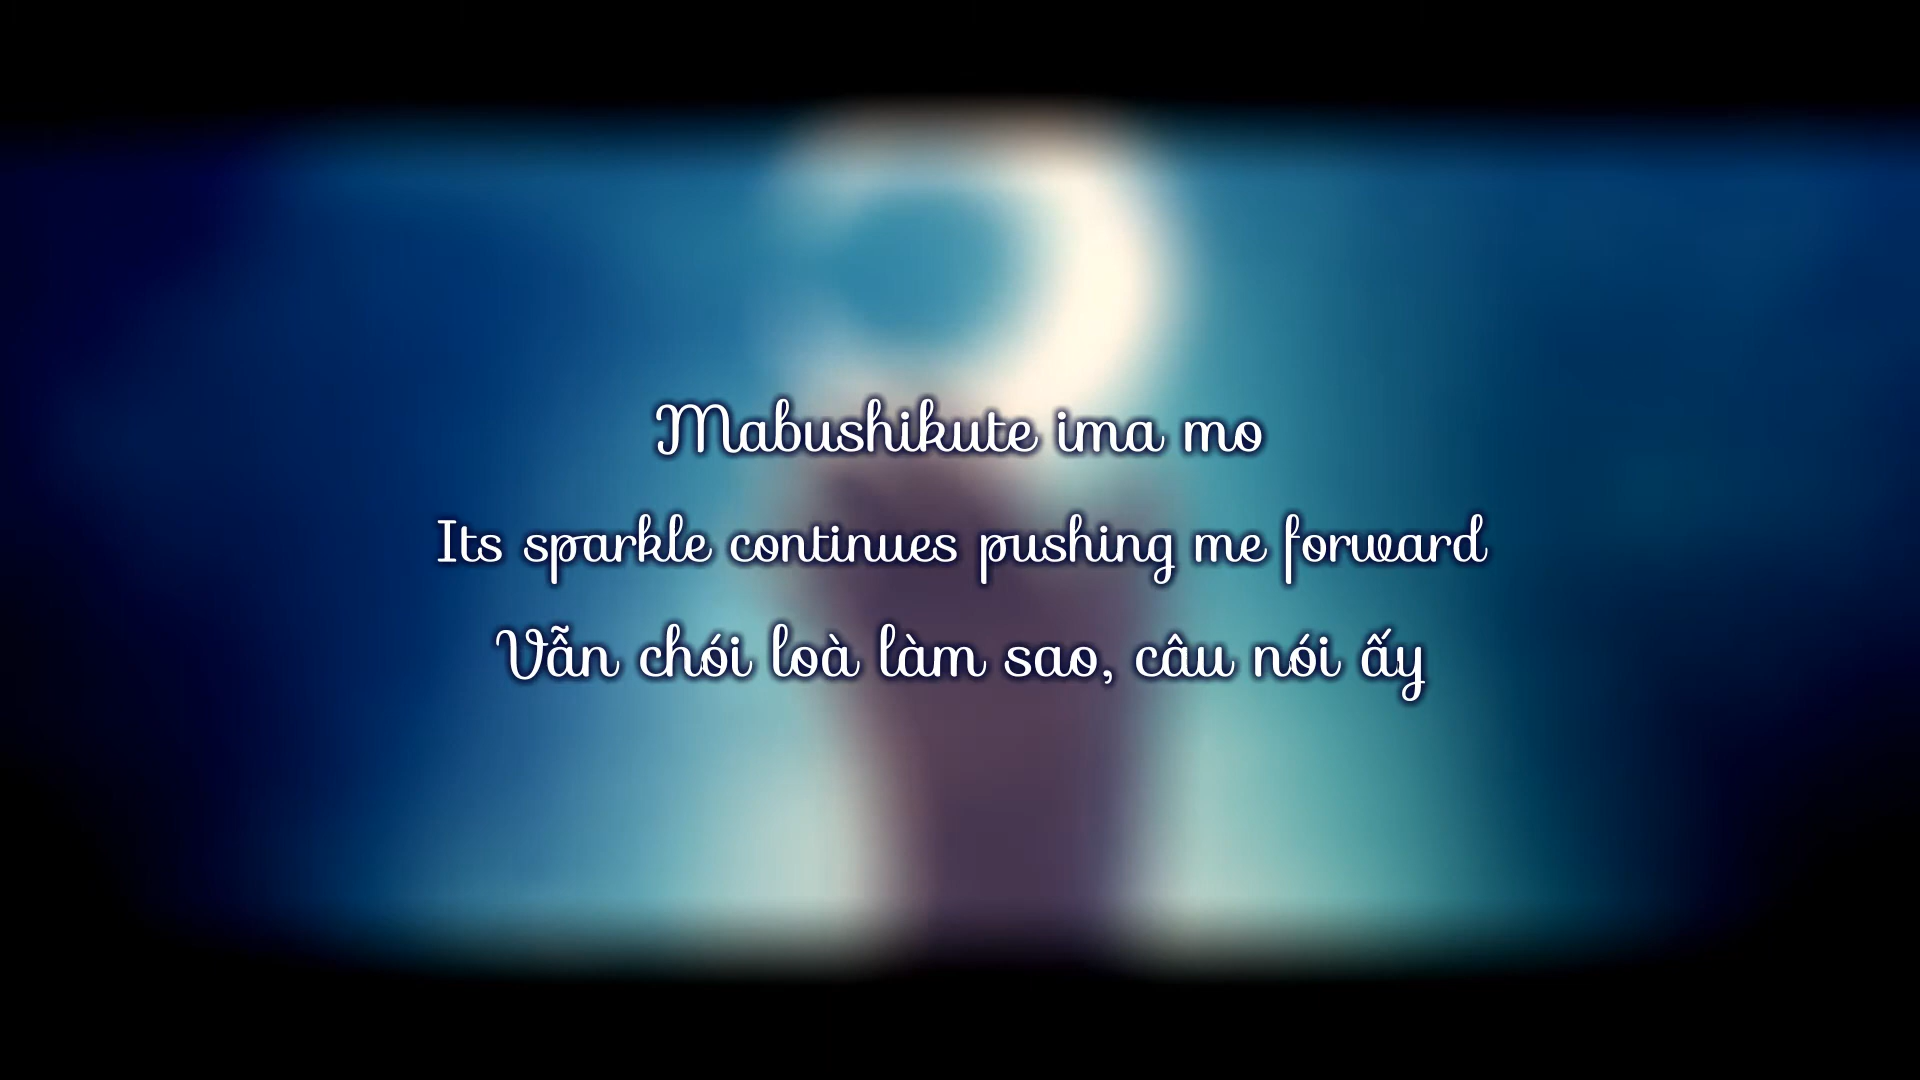 Mabushikute ima mo
Its sparkle continues pushing me forward
Vẫn chói loà làm sao, câu nói ấy